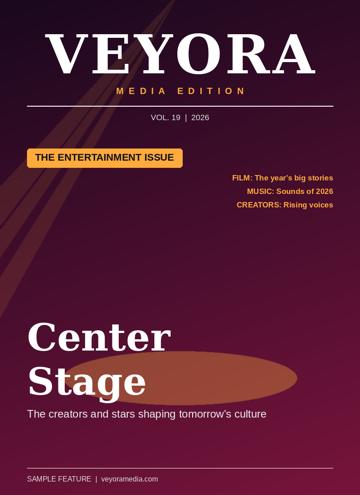 VEYORA
MEDIA EDITION
VOL. 19 | 2026
THE ENTERTAINMENT ISSUE
FILM: The year's big stories
MUSIC: Sounds of 2026
CREATORS: Rising voices
Center
Stage
The creators and stars shaping tomorrow's culture
SAMPLE FEATURE | veyoramedia.com